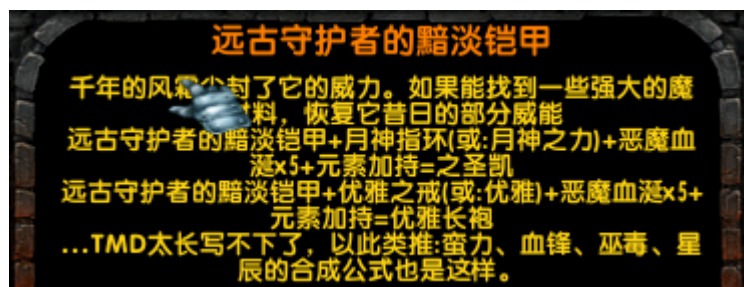 远古守护者的黯淡铠甲
千年的风霜尘封了它的威力。如果能找到一些强大的魔
料，恢复它昔日的部分威能
远古守护者的黯淡铠甲+月神指环(或:月神之力)+恶魔血
涎x5+元素加持=之圣凯
远古守护者的黯淡铠甲+优雅之戒(或:优雅)+恶魔血涎x5+
元素加持=优雅长袍
...TMD太长写不下了，以此类推:蛮力、血锋、巫毒、星
辰的合成公式也是这样。